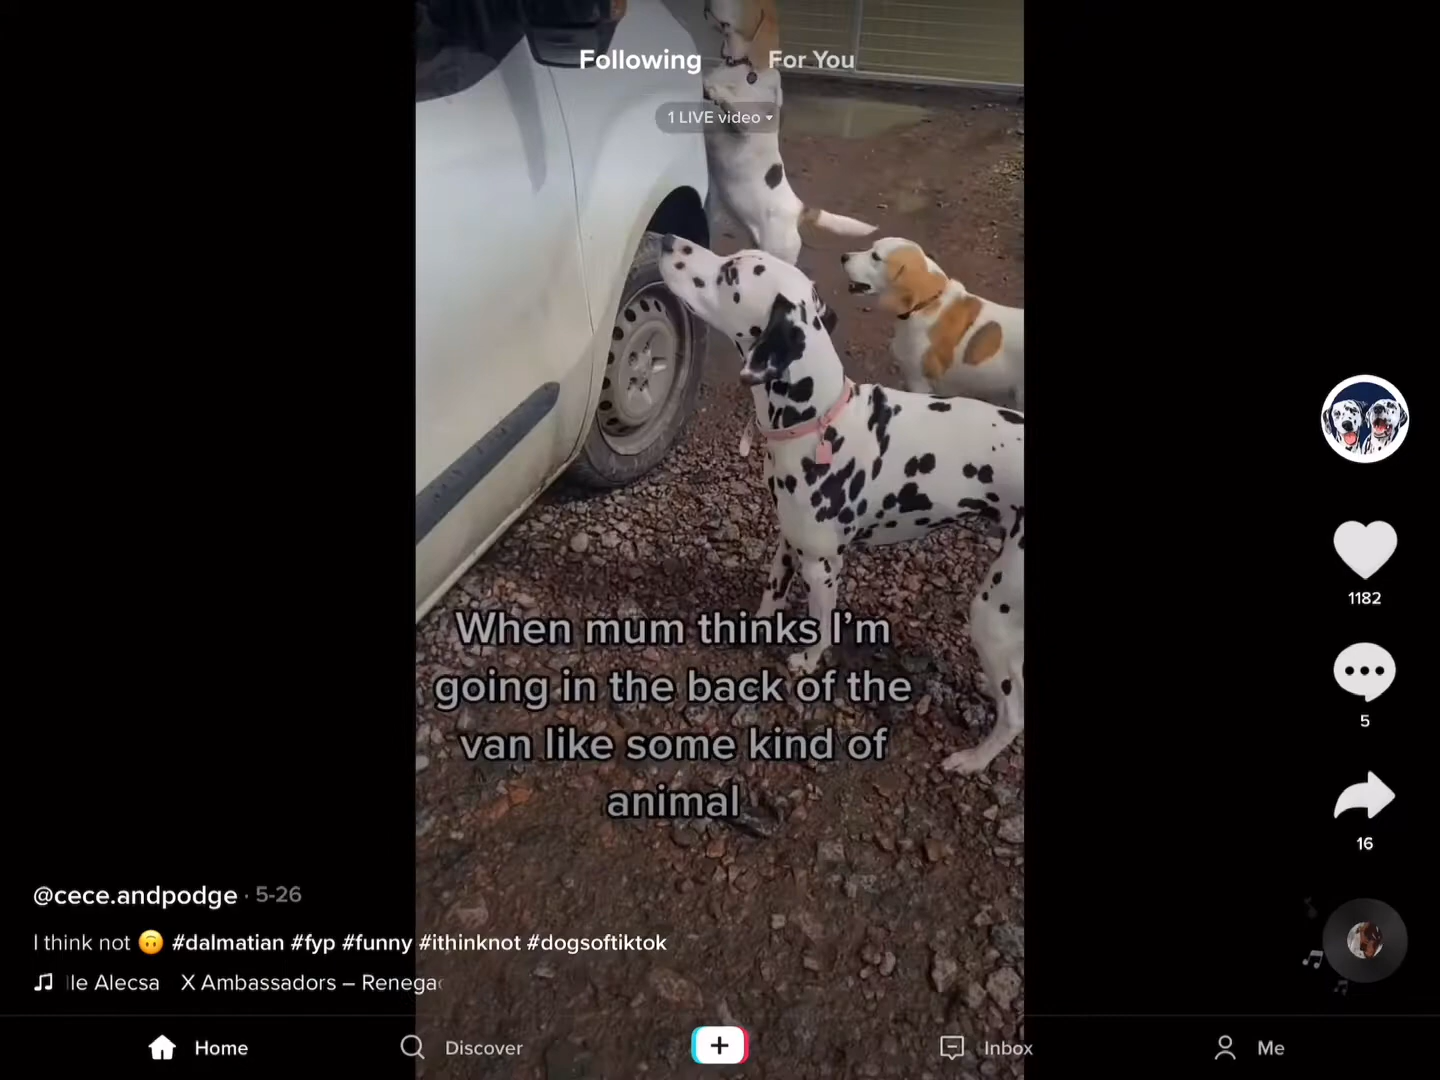 Following For You
1 LIVE video
When mum thinks I'm
going in the back of the
van like some kind of
animal
1182
5
16
@cece.andpodge · 5-26
I think not 🙃 #dalmatian #fyp #funny #ithinknot #dogsoftiktok
lle Alecsa X Ambassadors – Renega
Home Discover Inbox Me